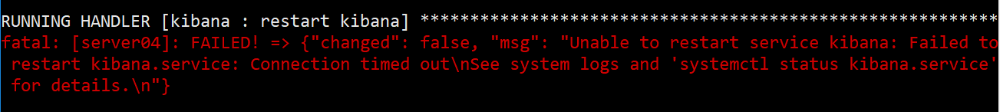 RUNNING HANDLER [kibana : restart kibana] **********************************************************
fatal: [server04]: FAILED! => {"changed": false, "msg": "Unable to restart service kibana: Failed to
restart kibana.service: Connection timed out\nSee system logs and 'systemctl status kibana.service'
for details.\n"}